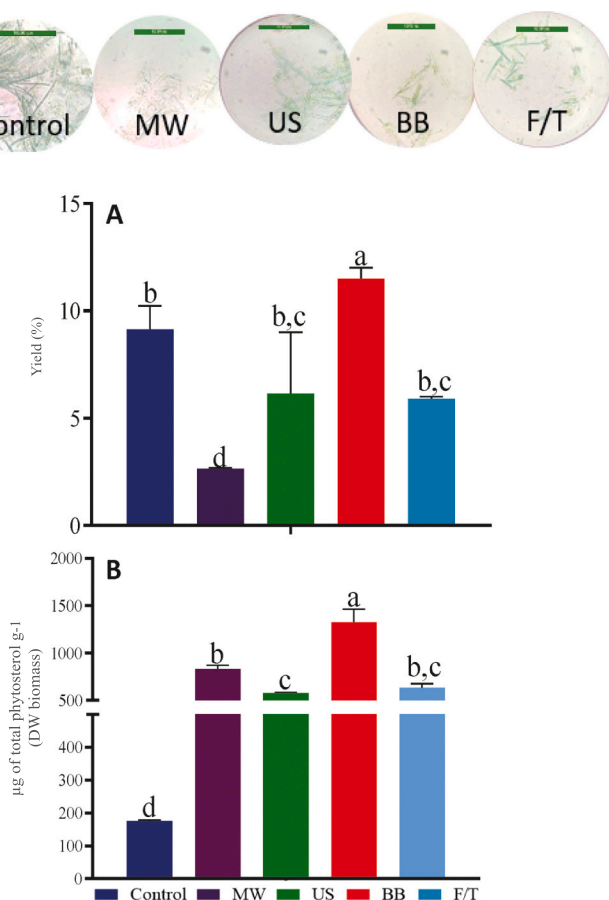 ontrol MW US BB F/T
A
15
10
5
0
Yield (%)
b
d
b,c
a
b,c
B
2000
1500
1000
500
400
300
200
100
0
µg of total phytosterol g-1
(DW biomass)
d
b
c
a
b,c
Control MW US BB F/T